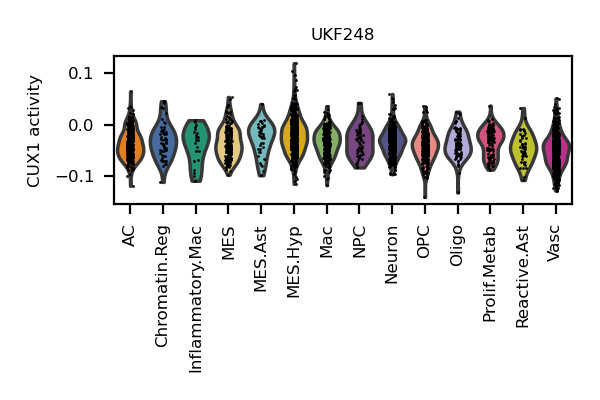 UKF248
CUX1 activity
0.1
0.0
−0.1
AC
Chromatin.Reg
Inflammatory.Mac
MES
MES.Ast
MES.Hyp
Mac
NPC
Neuron
OPC
Oligo
Prolif.Metab
Reactive.Ast
Vasc